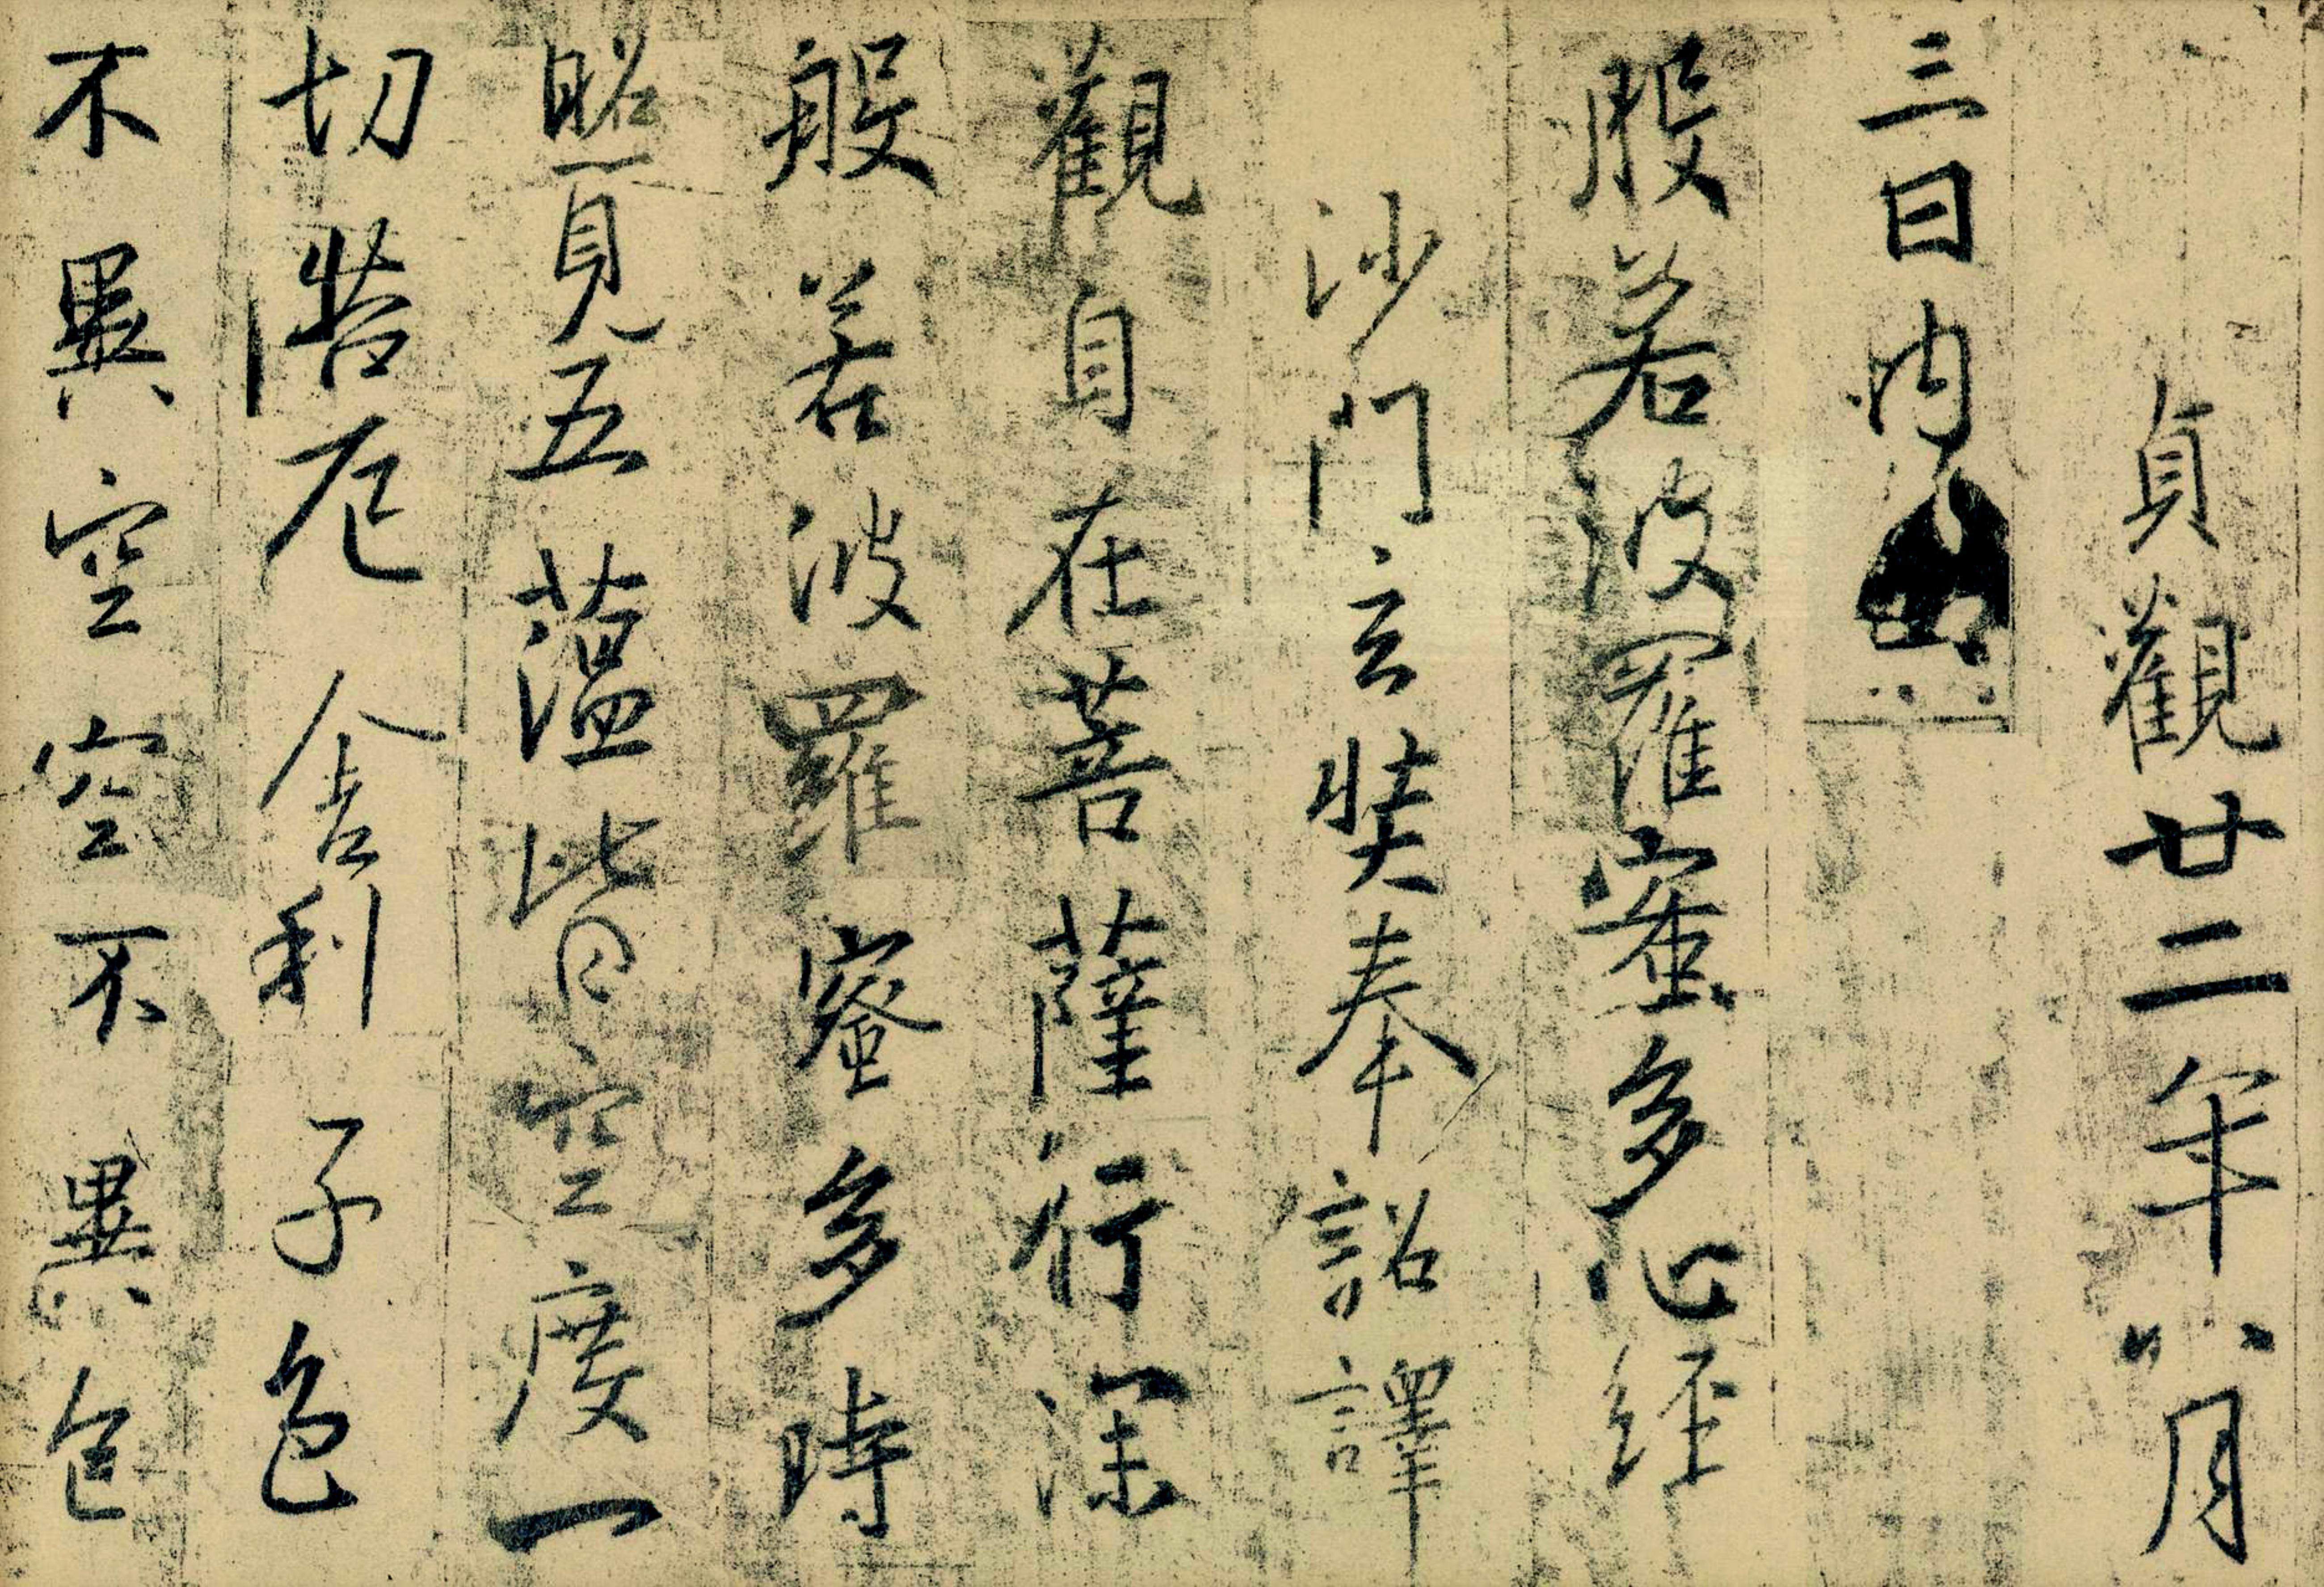 貞觀廿二年八月
三日內
般若波羅蜜多心經
沙門玄奘奉詔譯
觀自在菩薩行深
般若波羅蜜多時
照見五薀皆空度一
切苦厄舍利子色
不異空空不異色